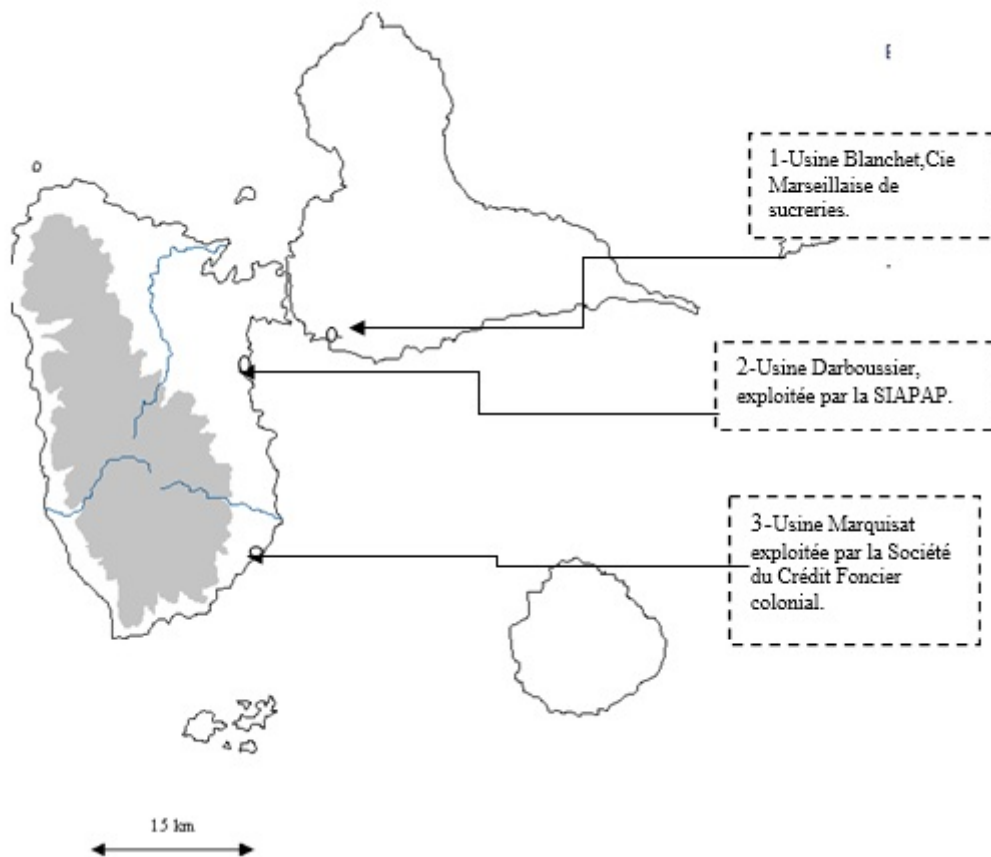 E
1-Usine Blanchet,Cie
Marseillaise de
sucreries.
2-Usine Darboussier,
exploitée par la SIAPAP.
3-Usine Marquisat
exploitée par la Société
du Crédit Foncier
colonial.
15 km